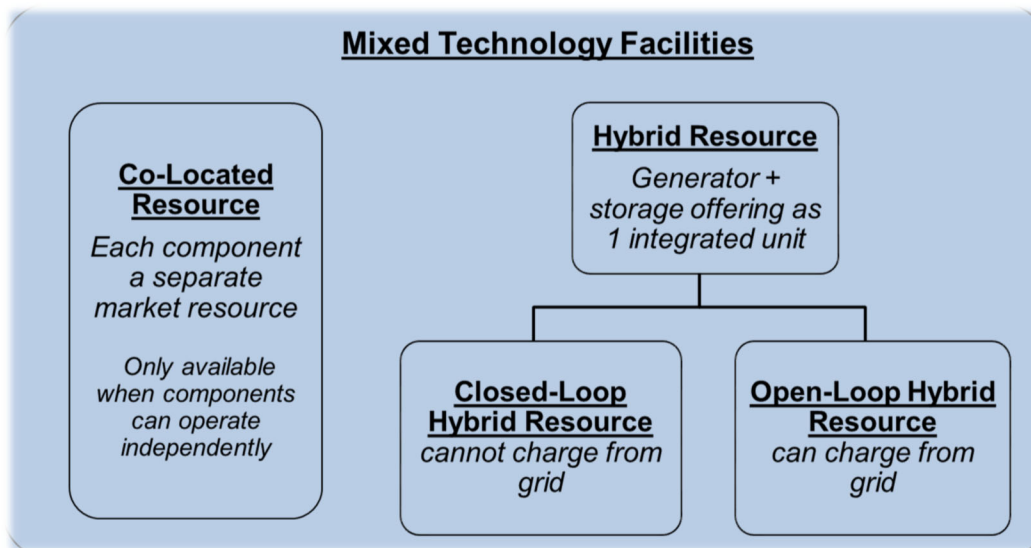 Mixed Technology Facilities
Co-Located
Resource
Each component
a separate
market resource
Only available
when components
can operate
independently
Hybrid Resource
Generator +
storage offering as
1 integrated unit
Closed-Loop
Hybrid Resource
cannot charge from
grid
Open-Loop Hybrid
Resource
can charge from
grid